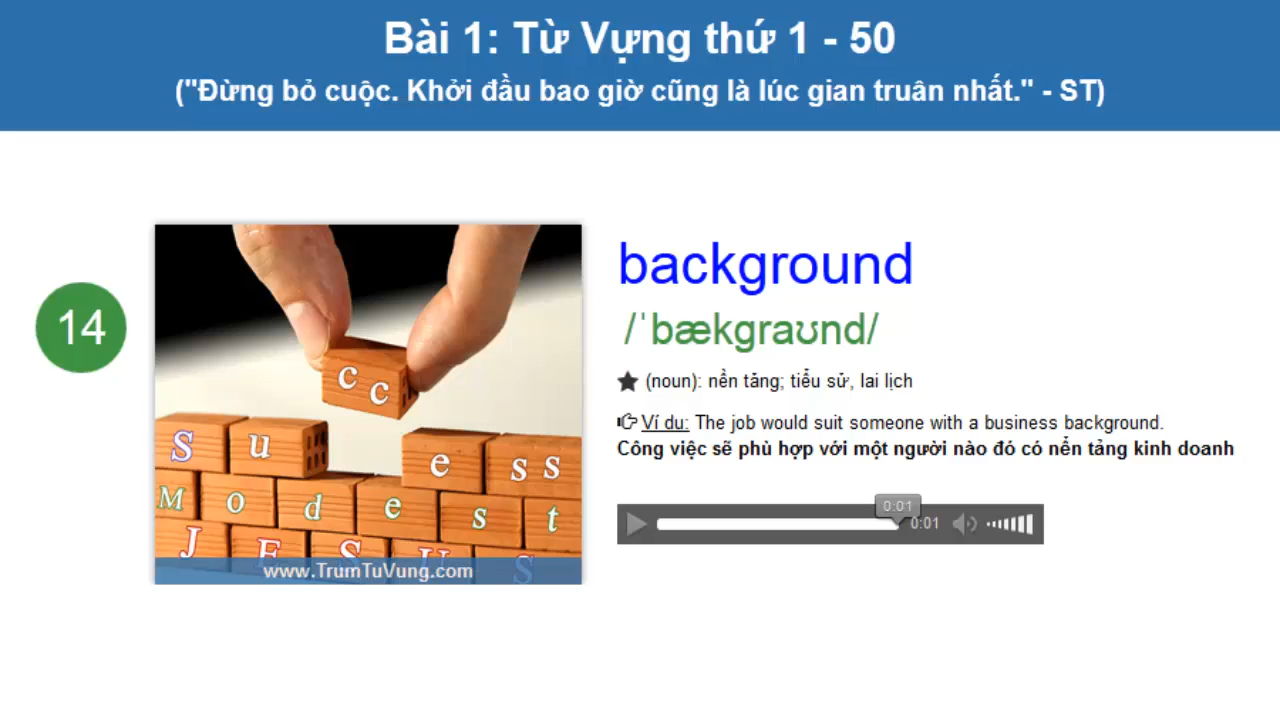 Bài 1: Từ Vựng thứ 1 - 50
("Đừng bỏ cuộc. Khởi đầu bao giờ cũng là lúc gian truân nhất." - ST)
14
background
/ˈbækgraʊnd/
(noun): nền tảng; tiểu sử, lai lịch
Ví dụ: The job would suit someone with a business background.
Công việc sẽ phù hợp với một người nào đó có nền tảng kinh doanh
0:01
0:01
cc
S u e ss
M o d e s t
J E S U S
www.TrumTuVung.com